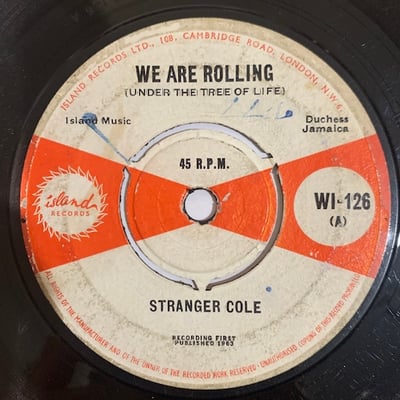 ISLAND RECORDS LTD., 108, CAMBRIDGE ROAD, LONDON, N.W.6.
WE ARE ROLLING
(UNDER THE TREE OF LIFE)
Island Music
Duchess
Jamaica
45 R.P.M.
island
RECORDS
WI-126
(A)
STRANGER COLE
RECORDING FIRST
PUBLISHED 1963
ALL RIGHTS OF THE MANUFACTURER AND OF THE OWNER OF THE RECORDED WORK RESERVED. UNAUTHORISED COPYING OF THIS RECORD PROHIBITED